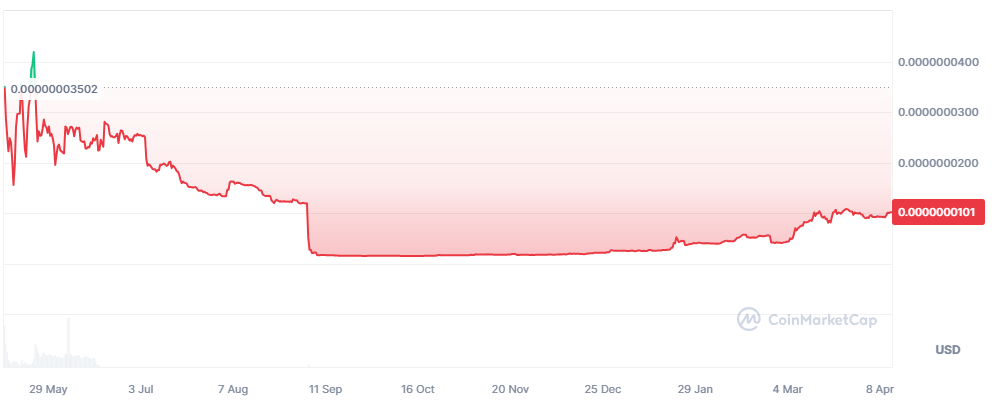 0.0000000400
0.00000003502
0.0000000300
0.0000000200
0.0000000101
CoinMarketCap
USD
29 May 3 Jul 7 Aug 11 Sep 16 Oct 20 Nov 25 Dec 29 Jan 4 Mar 8 Apr